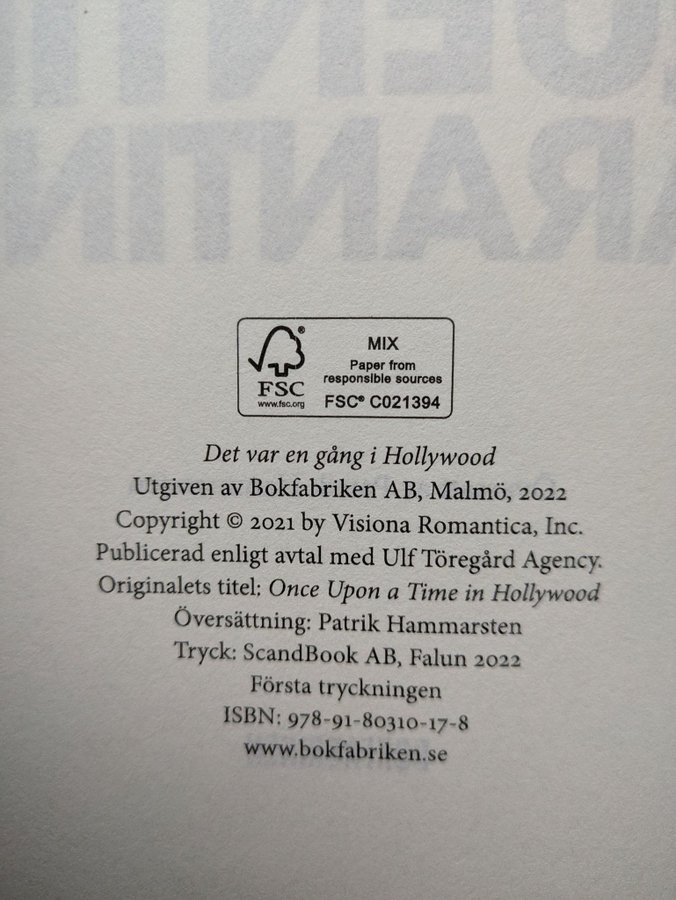 MIX
Paper from
responsible sources
FSC® C021394
®
FSC
www.fsc.org
Det var en gång i Hollywood
Utgiven av Bokfabriken AB, Malmö, 2022
Copyright © 2021 by Visiona Romantica, Inc.
Publicerad enligt avtal med Ulf Töregård Agency.
Originalets titel: Once Upon a Time in Hollywood
Översättning: Patrik Hammarsten
Tryck: ScandBook AB, Falun 2022
Första tryckningen
ISBN: 978-91-80310-17-8
www.bokfabriken.se